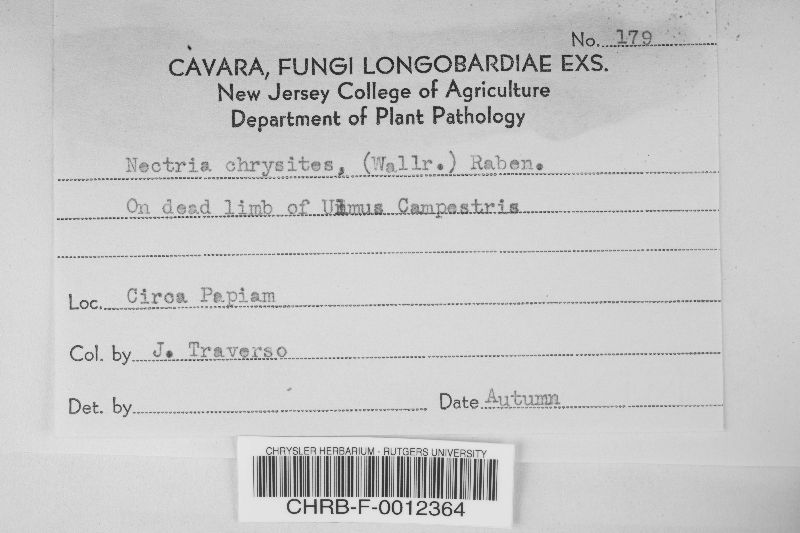 No. 179
CAVARA, FUNGI LONGOBARDIAE EXS.
New Jersey College of Agriculture
Department of Plant Pathology
Nectria chrysites, (Wallr.) Raben.
On dead limb of Ulmus Campestris
Loc. Circa Papiam
Col. by J. Traverso
Det. by
Date Autumn
CHRYSLER HERBARIUM - RUTGERS UNIVERSITY
CHRB-F-0012364